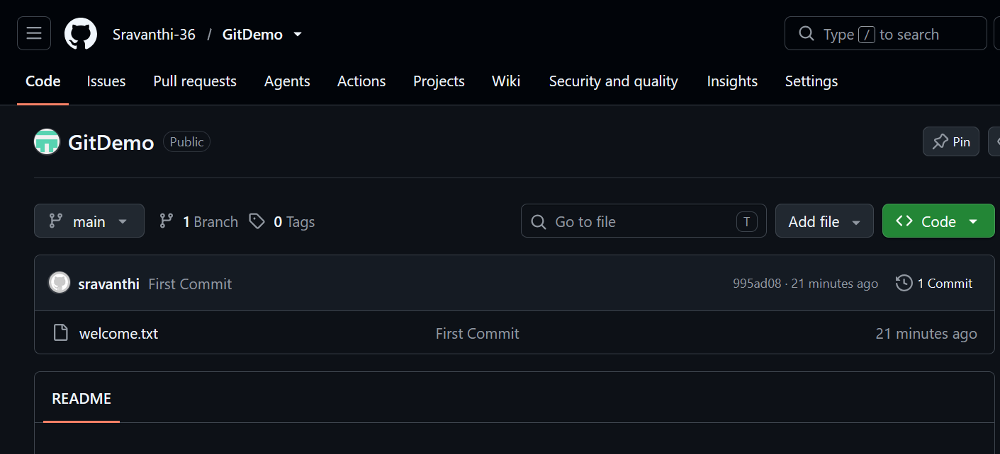 Sravanthi-36 / GitDemo Type / to search
Code Issues Pull requests Agents Actions Projects Wiki Security and quality Insights Settings
GitDemo Public Pin
main 1 Branch 0 Tags Go to file T Add file Code
sravanthi First Commit 995ad08 · 21 minutes ago 1 Commit
welcome.txt First Commit 21 minutes ago
README